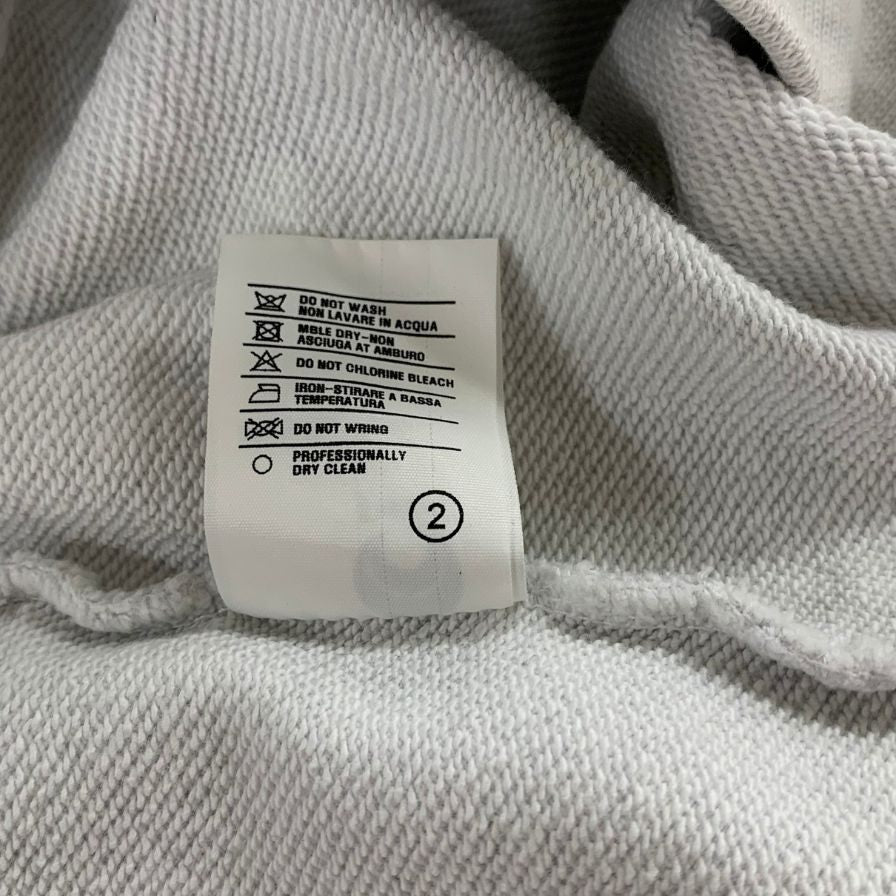 DO NOT WASH
NON LAVARE IN ACQUA
MBLE DRY-NON
ASCIUGA AT AMBURO
DO NOT CHLORINE BLEACH
IRON-STIRARE A BASSA
TEMPERATURA
DO NOT WRING
PROFESSIONALLY
DRY CLEAN
2